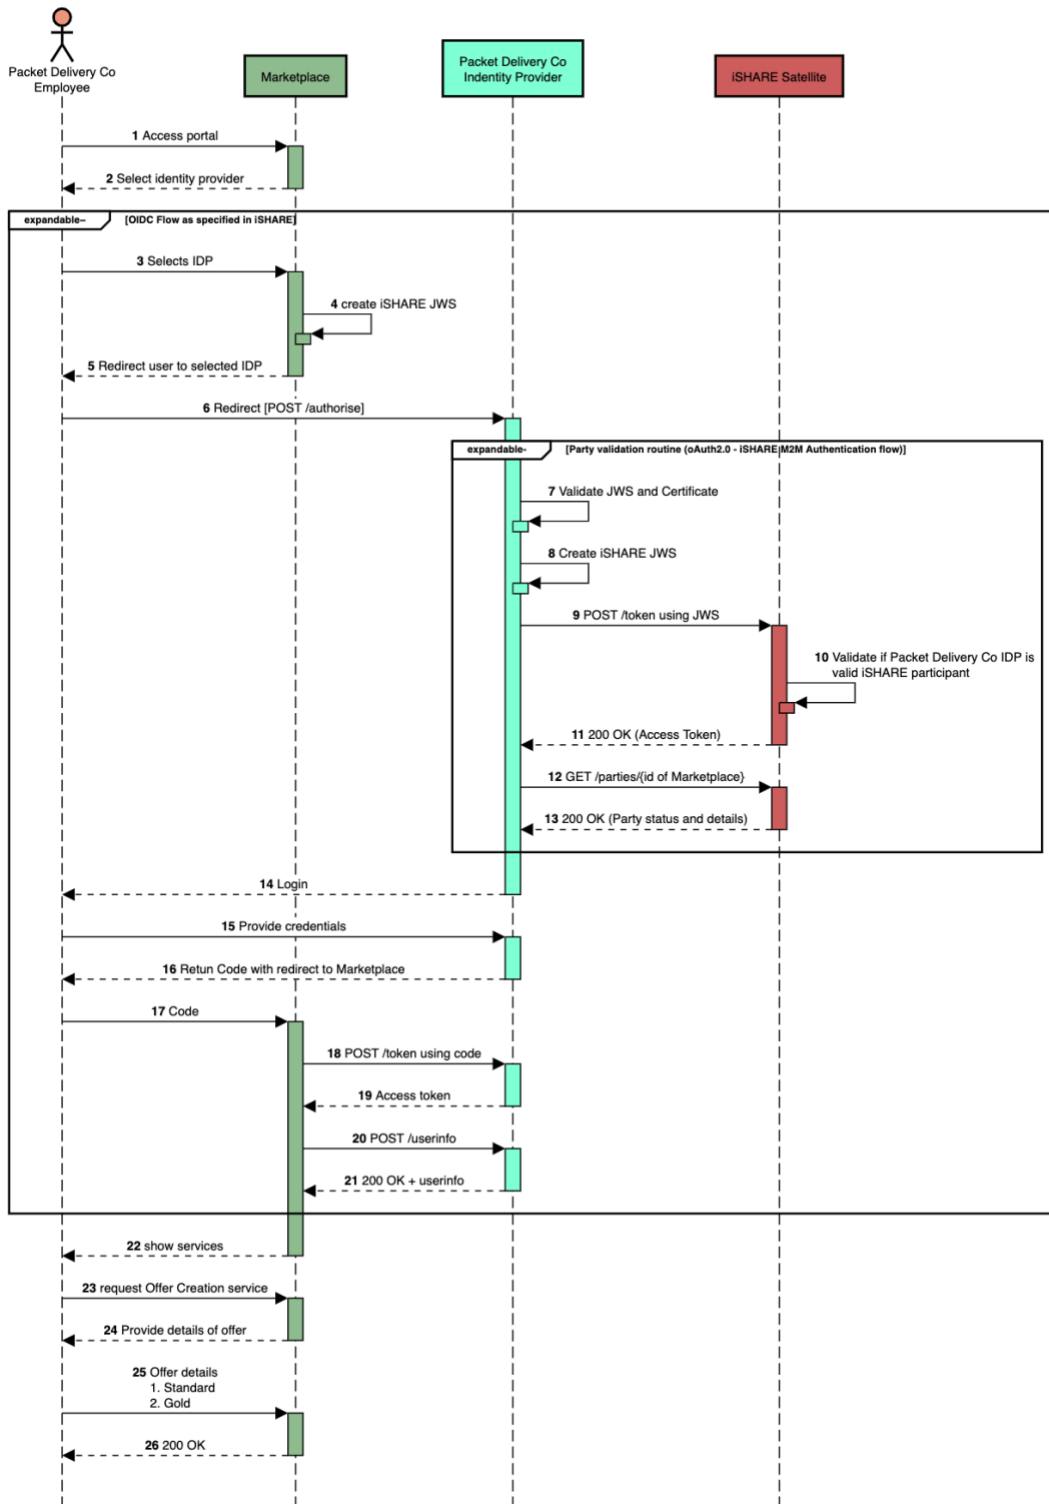 Packet Delivery Co
Employee
Marketplace
Packet Delivery Co
Indentity Provider
iSHARE Satellite
1 Access portal
2 Select identity provider
expandable–
[OIDC Flow as specified in iSHARE]
3 Selects IDP
4 create iSHARE JWS
5 Redirect user to selected IDP
6 Redirect [POST /authorise]
expandable-
[Party validation routine (oAuth2.0 - iSHARE M2M Authentication flow)]
7 Validate JWS and Certificate
8 Create iSHARE JWS
9 POST /token using JWS
10 Validate if Packet Delivery Co IDP is
valid iSHARE participant
11 200 OK (Access Token)
12 GET /parties/{id of Marketplace}
13 200 OK (Party status and details)
14 Login
15 Provide credentials
16 Retun Code with redirect to Marketplace
17 Code
18 POST /token using code
19 Access token
20 POST /userinfo
21 200 OK + userinfo
22 show services
23 request Offer Creation service
24 Provide details of offer
25 Offer details
1. Standard
2. Gold
26 200 OK